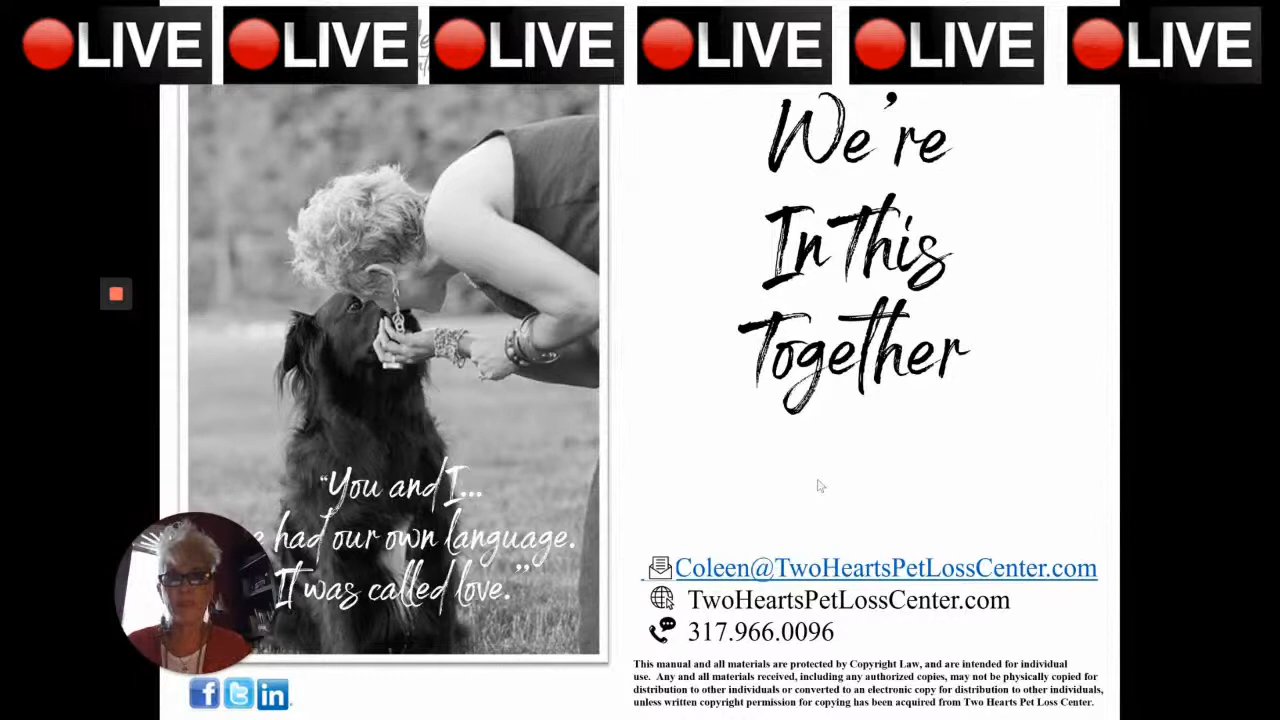 LIVE LIVE LIVE LIVE LIVE LIVE
We're
In This
Together
"You and I...
had our own language.
It was called love."
Coleen@TwoHeartsPetLossCenter.com
TwoHeartsPetLossCenter.com
317.966.0096
This manual and all materials are protected by Copyright Law, and are intended for individual
use. Any and all materials received, including any authorized copies, may not be physically copied for
distribution to other individuals or converted to an electronic copy for distribution to other individuals,
unless written copyright permission for copying has been acquired from Two Hearts Pet Loss Center.
f in